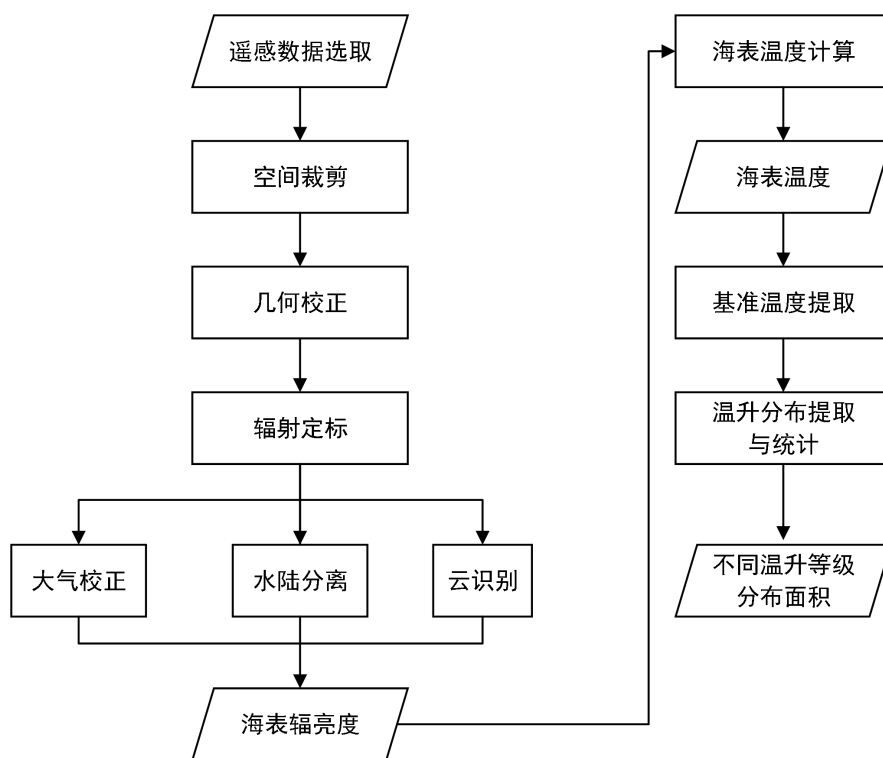 遥感数据选取
空间裁剪
几何校正
辐射定标
大气校正
水陆分离
云识别
海表辐亮度
海表温度计算
海表温度
基准温度提取
温升分布提取
与统计
不同温升等级
分布面积